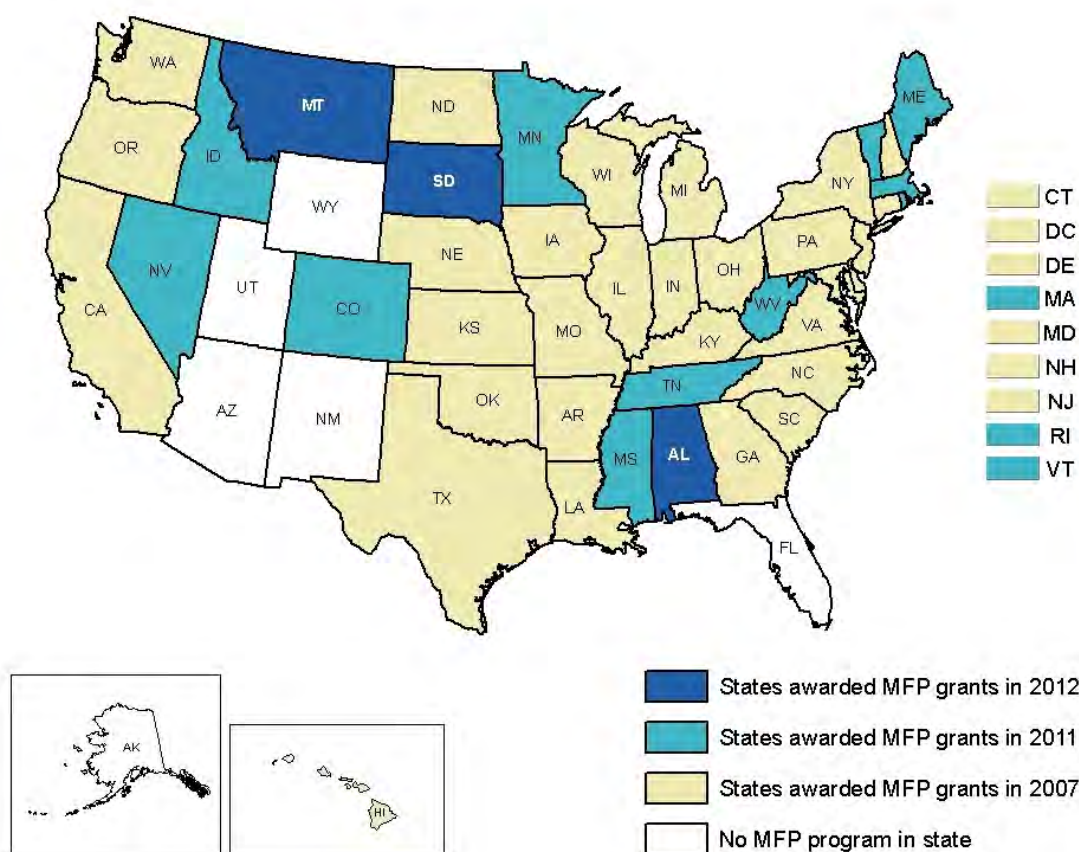 WA
MT
ND
MN
ME
OR
ID
SD
WI
MI
NY
WY
IA
PA
NE
NV
UT
CO
IL
IN
OH
WV
VA
CA
KS
MO
KY
NC
TN
AZ
NM
OK
AR
SC
MS
AL
GA
TX
LA
FL
CT
DC
DE
MA
MD
NH
NJ
RI
VT
AK
HI
States awarded MFP grants in 2012
States awarded MFP grants in 2011
States awarded MFP grants in 2007
No MFP program in state